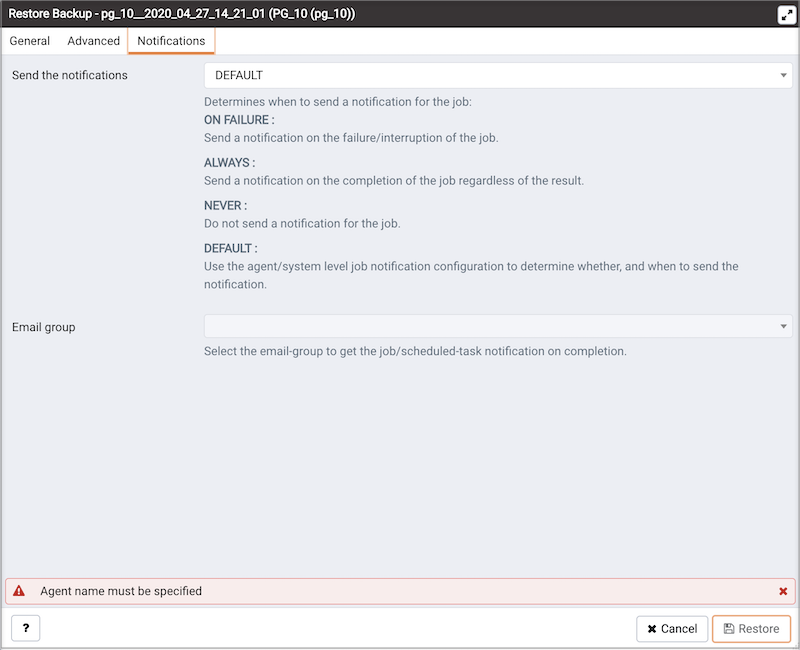 Restore Backup - pg_10__2020_04_27_14_21_01 (PG_10 (pg_10))
General Advanced Notifications
Send the notifications
DEFAULT
Determines when to send a notification for the job:
ON FAILURE :
Send a notification on the failure/interruption of the job.
ALWAYS :
Send a notification on the completion of the job regardless of the result.
NEVER :
Do not send a notification for the job.
DEFAULT :
Use the agent/system level job notification configuration to determine whether, and when to send the
notification.
Email group
Select the email-group to get the job/scheduled-task notification on completion.
Agent name must be specified
? Cancel Restore